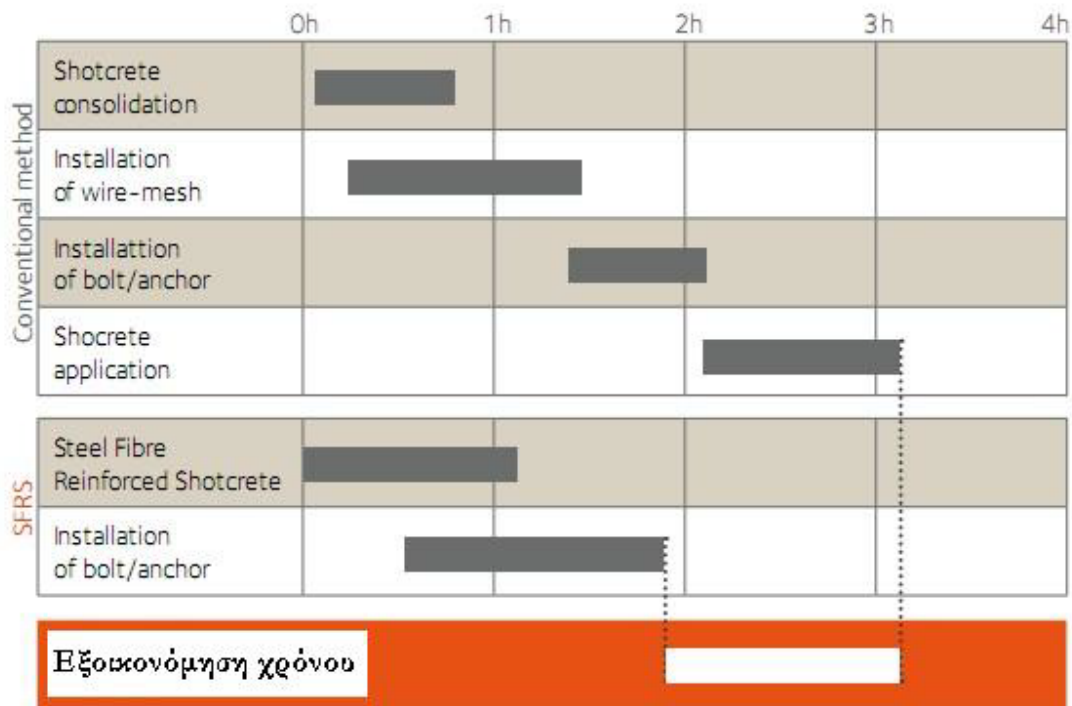 0h 1h 2h 3h 4h
Conventional method
Shotcrete
consolidation
Installation
of wire-mesh
Installattion
of bolt/anchor
Shocrete
application
SFRS
Steel Fibre
Reinforced Shotcrete
Installation
of bolt/anchor
Εξοικονόμηση χρόνου